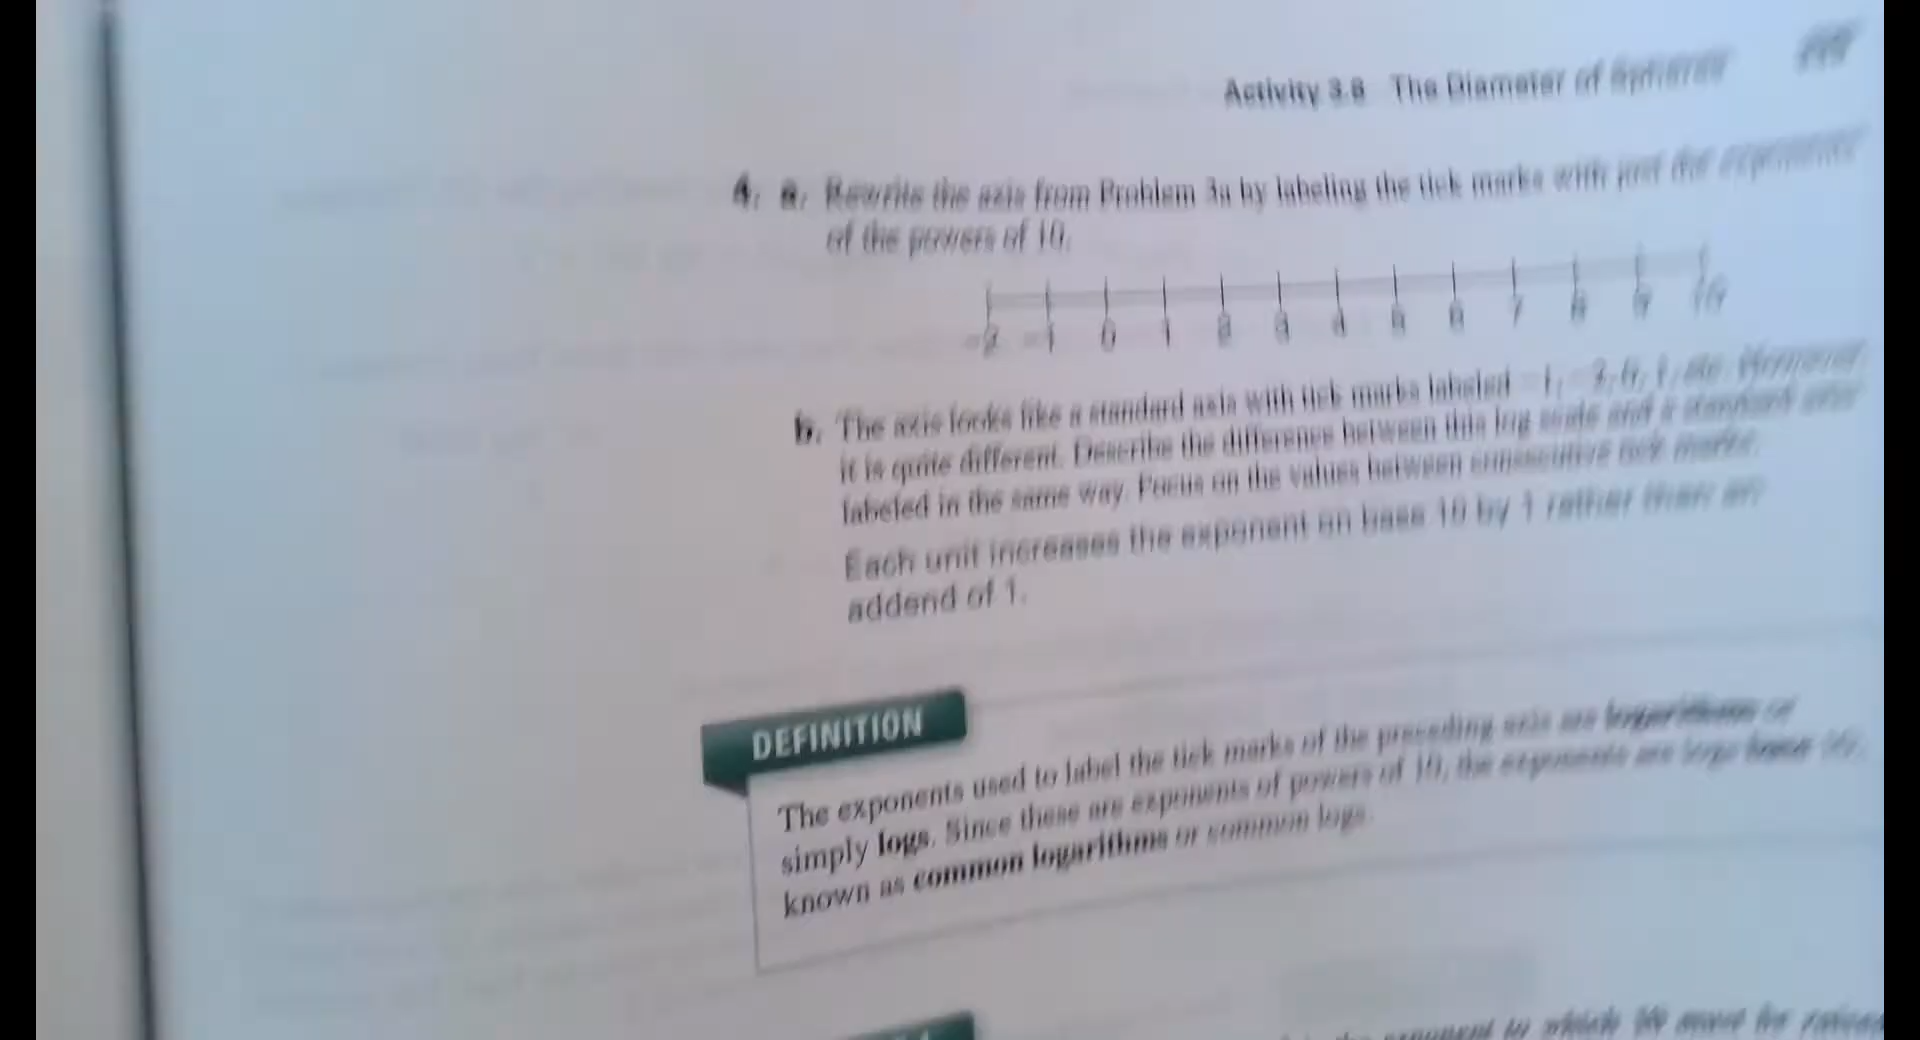 Activity 3.8 The Diameter of Spheres
4. a. Rewrite the axis from Problem 3a by labeling the tick marks with just the exponents
of the powers of 10.
-2 -1 0 1 2 3 4 5 6 7 8 9 10
b. The axis looks like a standard axis with tick marks labeled -1, -2, 0, 1, etc. However,
it is quite different. Describe the difference between this log scale and a standard axis
labeled in the same way. Focus on the values between consecutive tick marks.
Each unit increases the exponent on base 10 by 1 rather than an
addend of 1.
DEFINITION
The exponents used to label the tick marks of the preceding axis are logarithms or
simply logs. Since these are exponents of powers of 10, the exponents are logs base 10,
known as common logarithms or common logs.
exponent to which